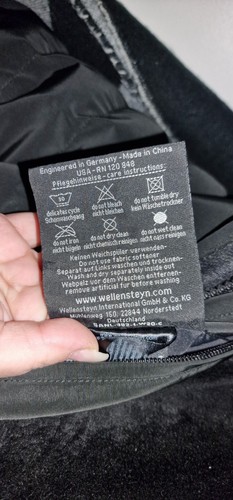 Engineered in Germany - Made in China
USA - RN 120 848
Pflegehinweise - care instructions:
30
delicates cycle do not bleach do not tumble dry
Schonwaschgang nicht bleichen kein Wäschetrockner
do not iron do not dry clean do not wet clean
nicht bügeln nicht chemisch reinigen nicht nass reinigen
Keinen Weichspüler verwenden
Do not use fabric softener
Separat auf Links waschen und trocknen
Wash and dry separately inside out
Webpelz vor dem Waschen entfernen
remove fake fur before washing
www.wellensteyn.com
Wellensteyn International GmbH & Co. KG
150, 22844 Norderstedt
Deutschland